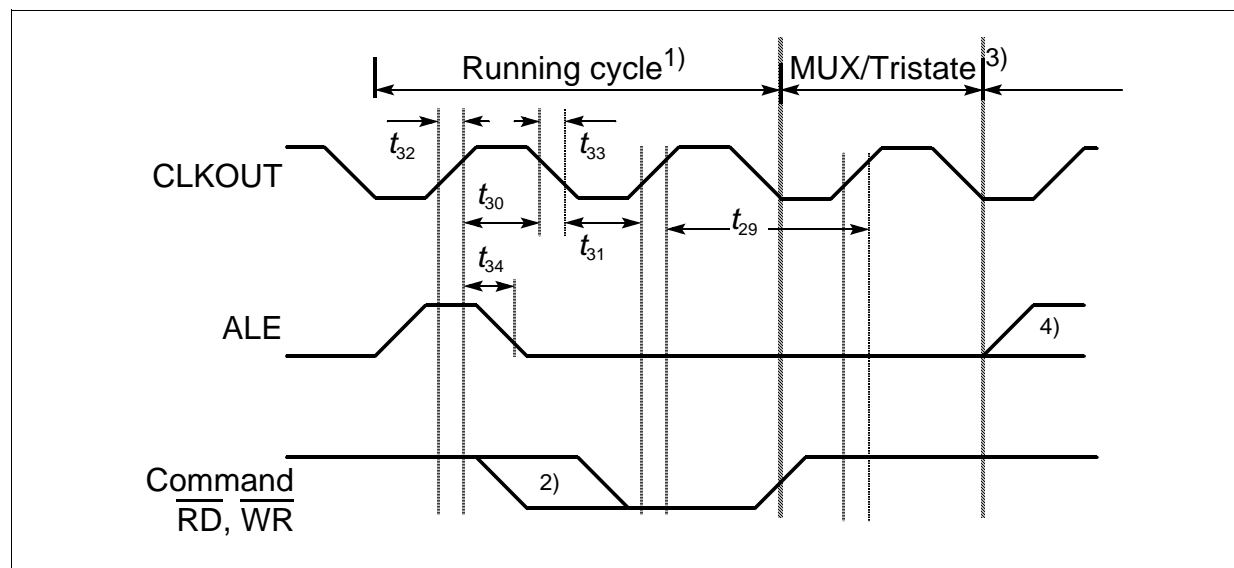 Running cycle1) MUX/Tristate 3)
t32 t33
CLKOUT
t30
t31 t29
t34
ALE 4)
Command 2)
RD, WR